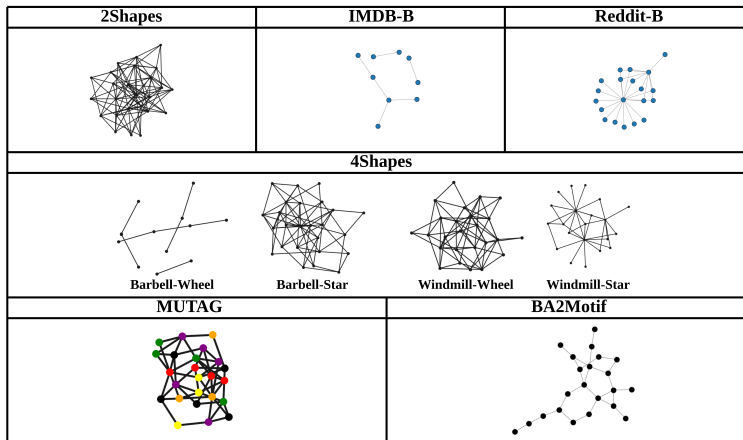 2Shapes
IMDB-B
Reddit-B
4Shapes
Barbell-Wheel
Barbell-Star
Windmill-Wheel
Windmill-Star
MUTAG
BA2Motif